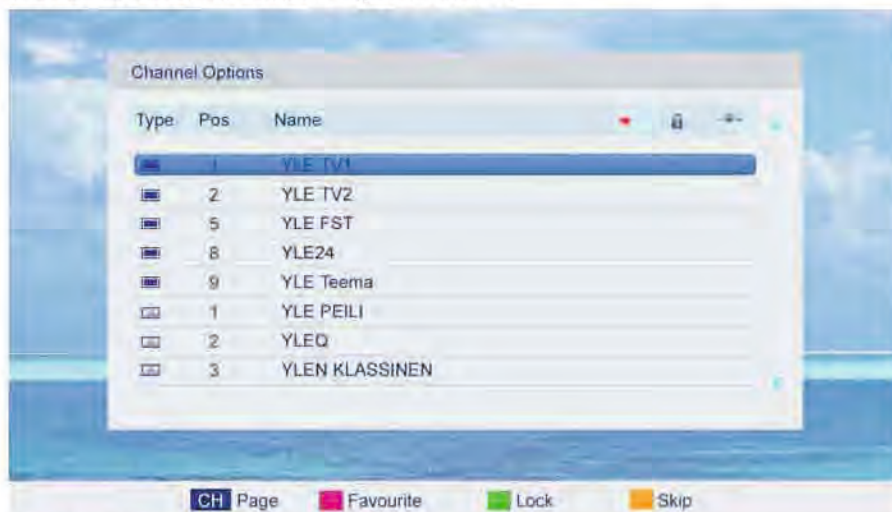 Channel Options
Type Pos Name
1 YLE TV1
2 YLE TV2
5 YLE FST
8 YLE24
9 YLE Teema
1 YLE PEILI
2 YLEQ
3 YLEN KLASSINEN
CH Page Favourite Lock Skip